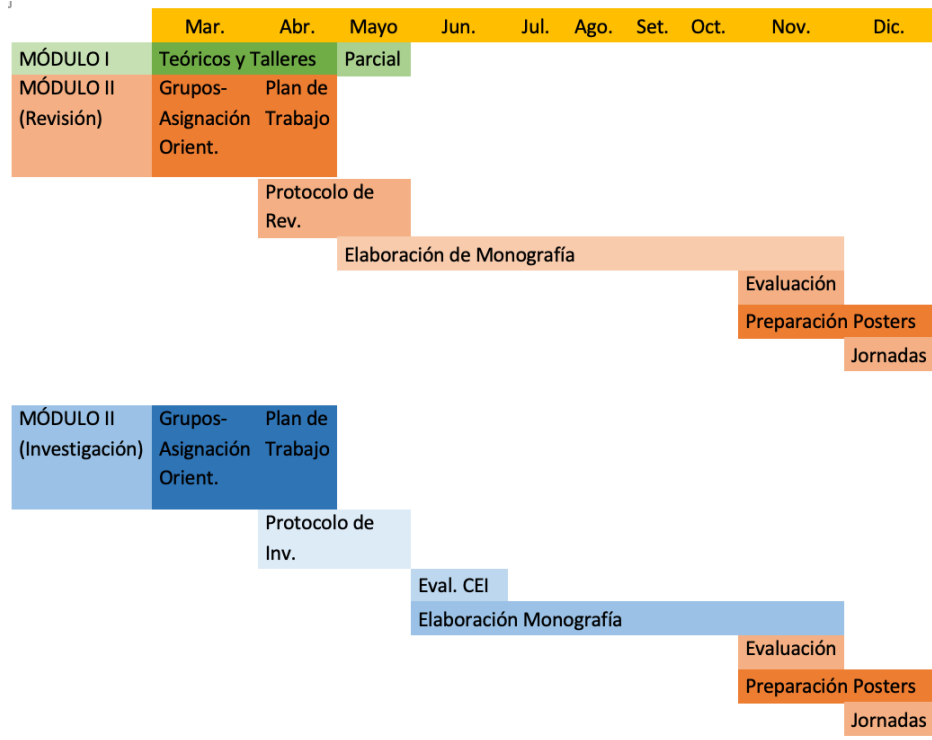 Mar. Abr. Mayo Jun. Jul. Ago. Set. Oct. Nov. Dic.
MÓDULO I Teóricos y Talleres Parcial
MÓDULO II Grupos- Plan de
(Revisión) Asignación Trabajo
Orient.
Protocolo de
Rev.
Elaboración de Monografía
Evaluación
Preparación Posters
Jornadas
MÓDULO II Grupos- Plan de
(Investigación) Asignación Trabajo
Orient.
Protocolo de
Inv.
Eval. CEI
Elaboración Monografía
Evaluación
Preparación Posters
Jornadas